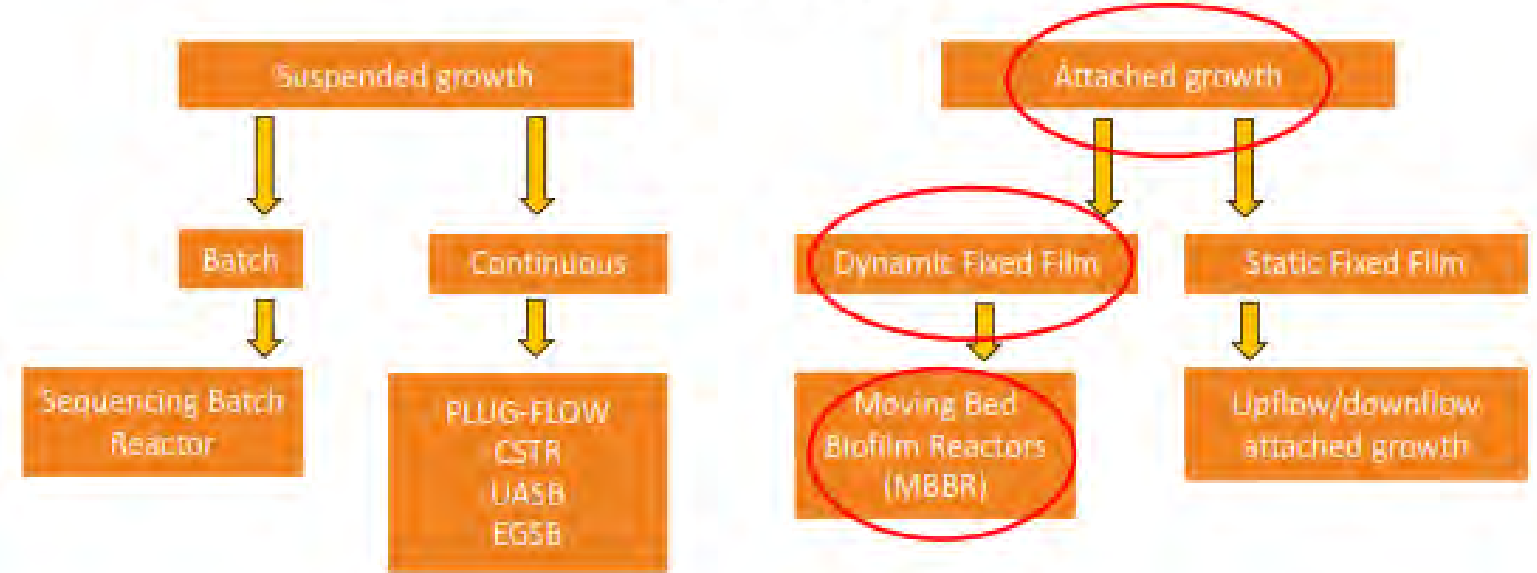 Suspended growth
Attached growth
Batch
Continuous
Dynamic Fixed Film
Static Fixed Film
Sequencing Batch
Reactor
PLUG-FLOW
CSTR
UASB
EGSB
Moving Bed
Biofilm Reactors
(MBBR)
Upflow/downflow
attached growth